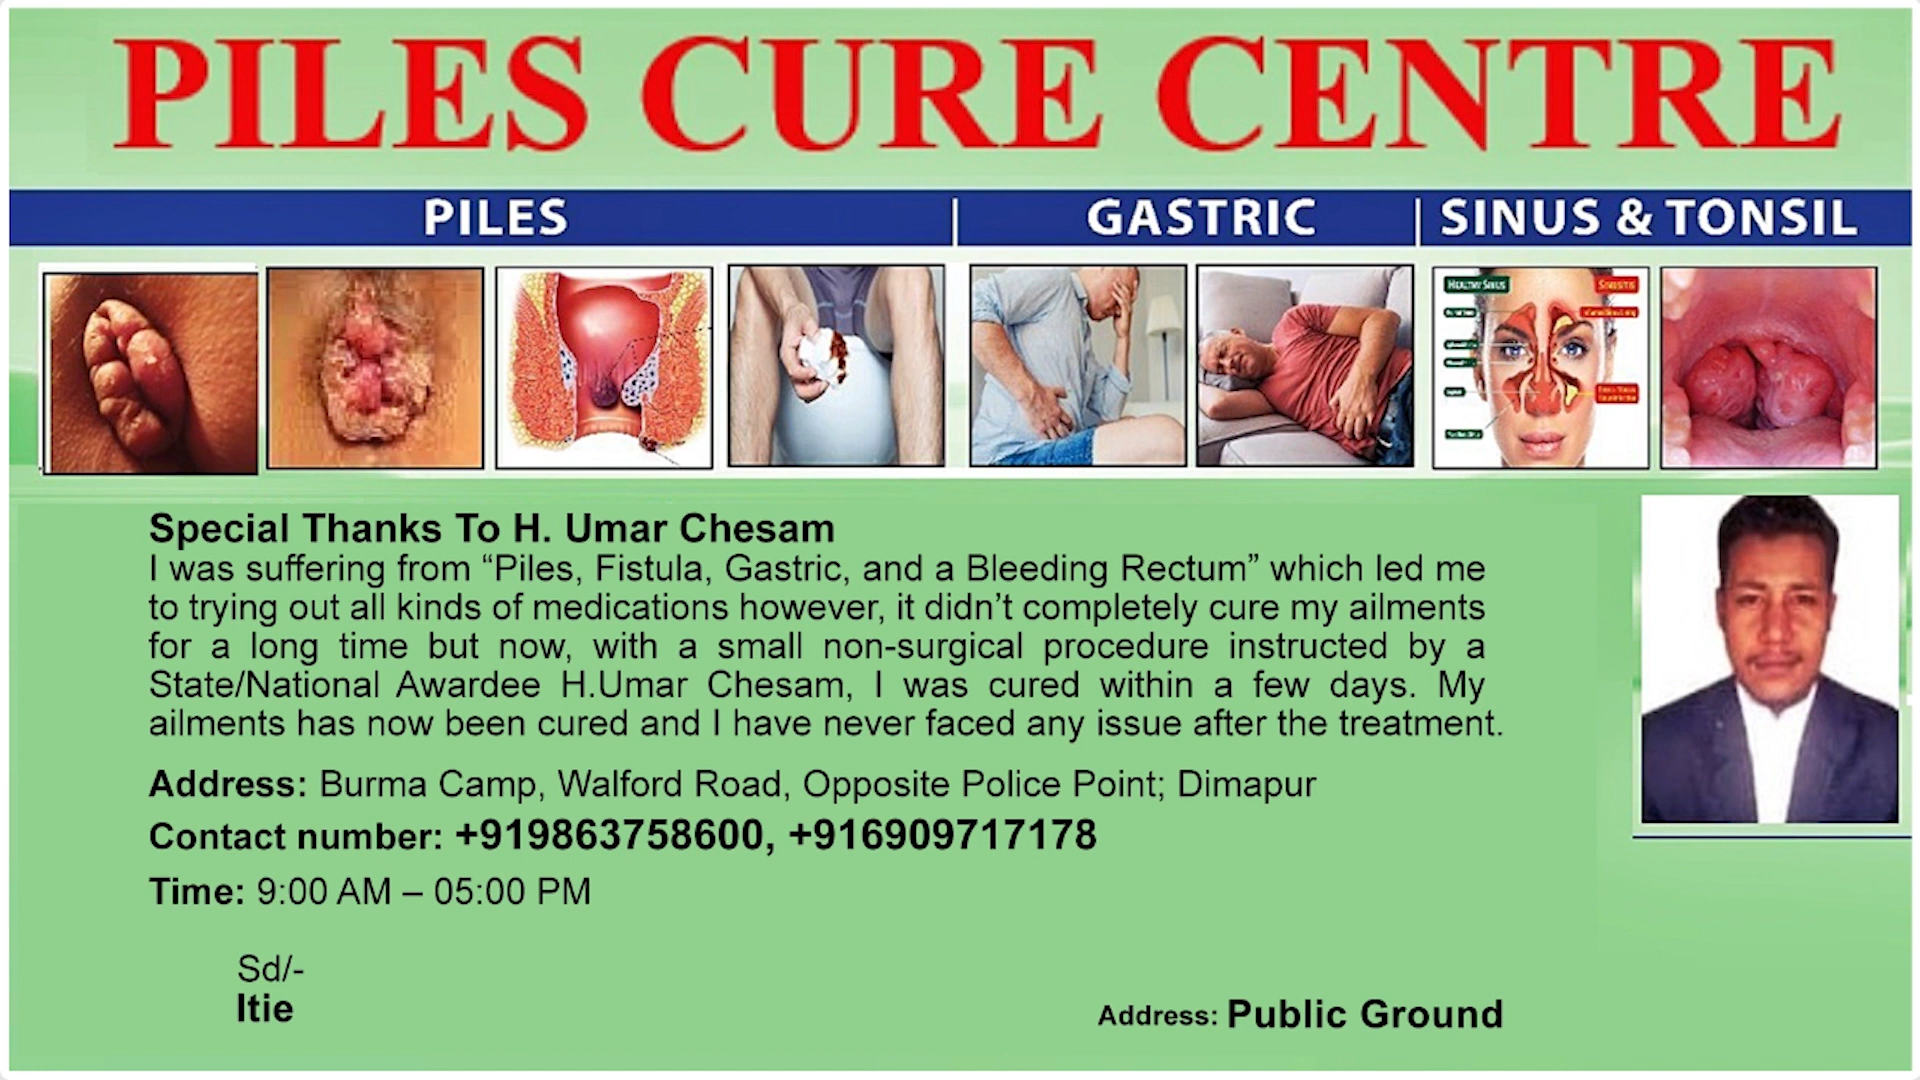 PILES CURE CENTRE
PILES | GASTRIC | SINUS & TONSIL
HEALTHY SINUS SINUSITIS
Special Thanks To H. Umar Chesam
I was suffering from “Piles, Fistula, Gastric, and a Bleeding Rectum” which led me
to trying out all kinds of medications however, it didn’t completely cure my ailments
for a long time but now, with a small non-surgical procedure instructed by a
State/National Awardee H.Umar Chesam, I was cured within a few days. My
ailments has now been cured and I have never faced any issue after the treatment.
Address: Burma Camp, Walford Road, Opposite Police Point; Dimapur
Contact number: +919863758600, +916909717178
Time: 9:00 AM – 05:00 PM
Sd/-
Itie
Address: Public Ground